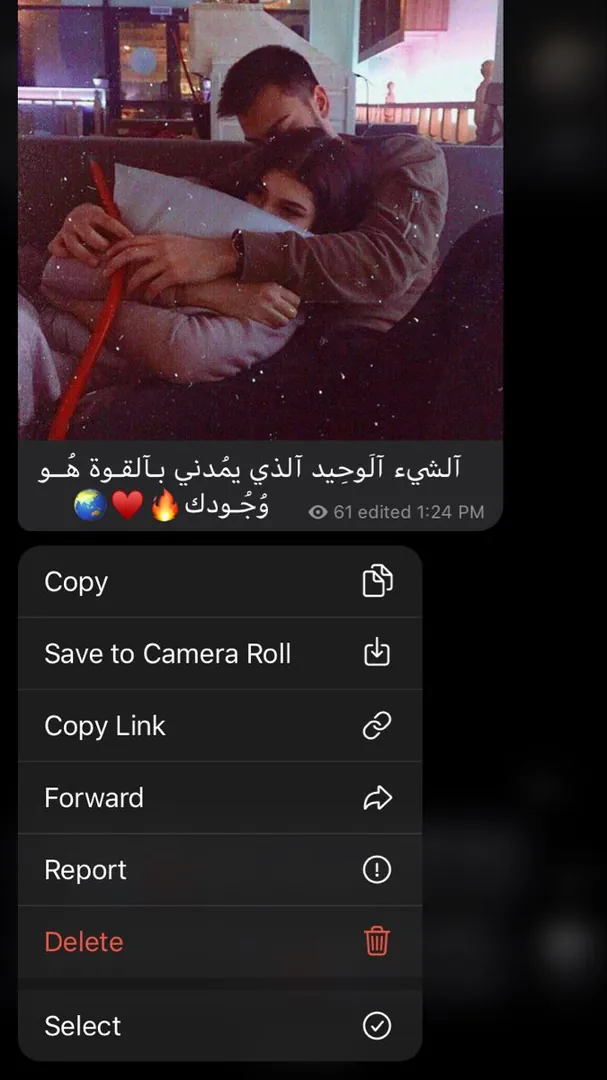 آلشيء آلَوحِيد آلذي يمُدني بـآلقـوة هُــو
وُجُـودك🔥♥️🌏
61 edited 1:24 PM
Copy
Save to Camera Roll
Copy Link
Forward
Report
Delete
Select